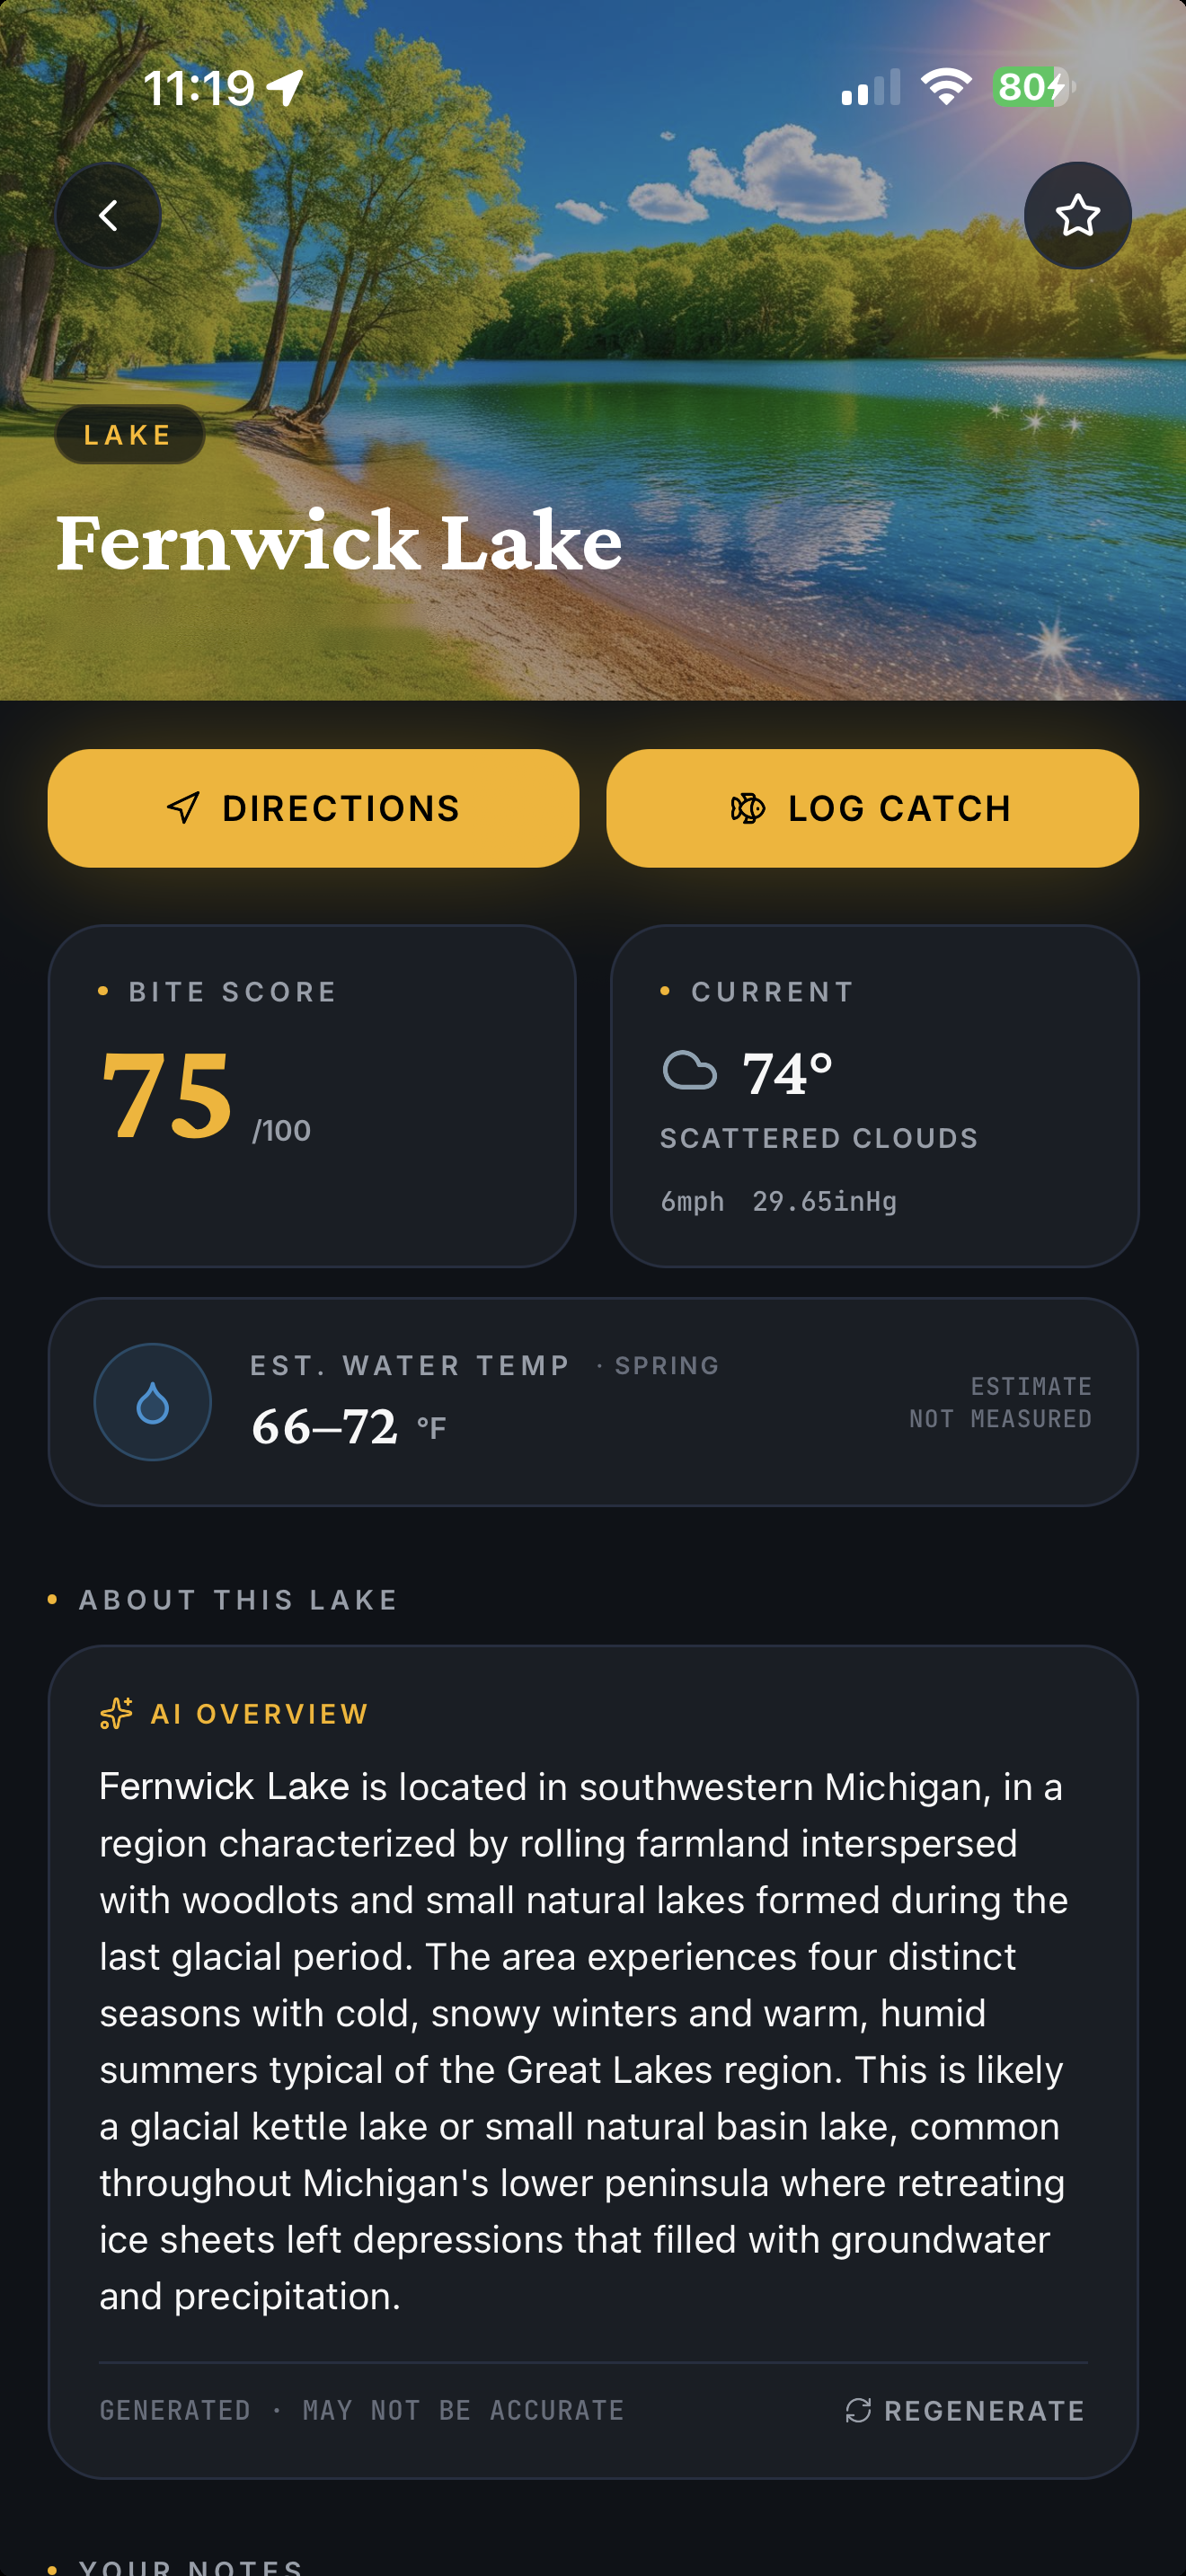 11:19
80
LAKE
Fernwick Lake
DIRECTIONS
LOG CATCH
BITE SCORE
75 /100
CURRENT
74°
SCATTERED CLOUDS
6mph 29.65inHg
EST. WATER TEMP · SPRING
66–72 °F
ESTIMATE
NOT MEASURED
ABOUT THIS LAKE
AI OVERVIEW
Fernwick Lake is located in southwestern Michigan, in a
region characterized by rolling farmland interspersed
with woodlots and small natural lakes formed during the
last glacial period. The area experiences four distinct
seasons with cold, snowy winters and warm, humid
summers typical of the Great Lakes region. This is likely
a glacial kettle lake or small natural basin lake, common
throughout Michigan's lower peninsula where retreating
ice sheets left depressions that filled with groundwater
and precipitation.
GENERATED · MAY NOT BE ACCURATE
REGENERATE
YOUR NOTES